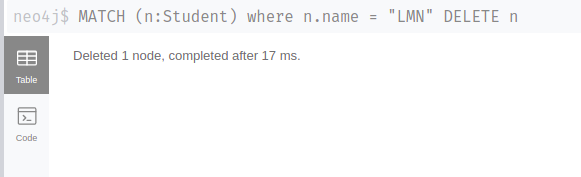 neo4j$ MATCH (n:Student) where n.name = "LMN" DELETE n
Deleted 1 node, completed after 17 ms.
Table
Code